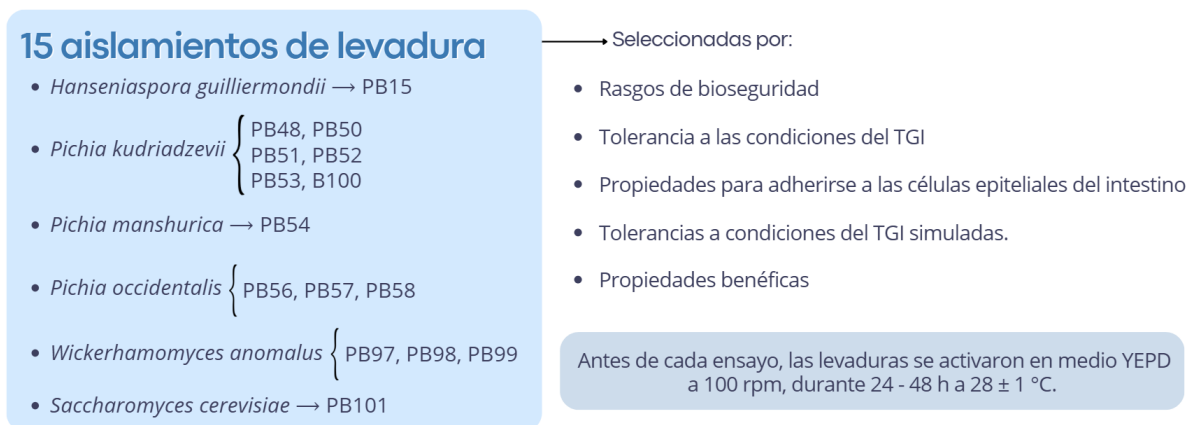 15 aislamientos de levadura
• Hanseniaspora guilliermondii → PB15
• Pichia kudriadzevii { PB48, PB50
PB51, PB52
PB53, B100
• Pichia manshurica → PB54
• Pichia occidentalis { PB56, PB57, PB58
• Wickerhamomyces anomalus { PB97, PB98, PB99
• Saccharomyces cerevisiae → PB101
Seleccionadas por:
• Rasgos de bioseguridad
• Tolerancia a las condiciones del TGI
• Propiedades para adherirse a las células epiteliales del intestino
• Tolerancias a condiciones del TGI simuladas.
• Propiedades benéficas
Antes de cada ensayo, las levaduras se activaron en medio YEPD
a 100 rpm, durante 24 - 48 h a 28 ± 1 °C.